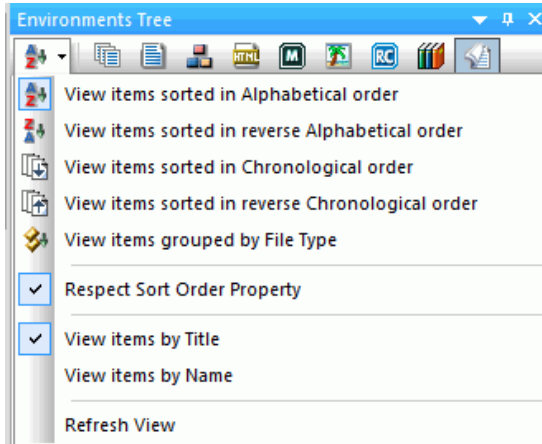 Environments Tree
HTML M RC
View items sorted in Alphabetical order
View items sorted in reverse Alphabetical order
View items sorted in Chronological order
View items sorted in reverse Chronological order
View items grouped by File Type
Respect Sort Order Property
View items by Title
View items by Name
Refresh View